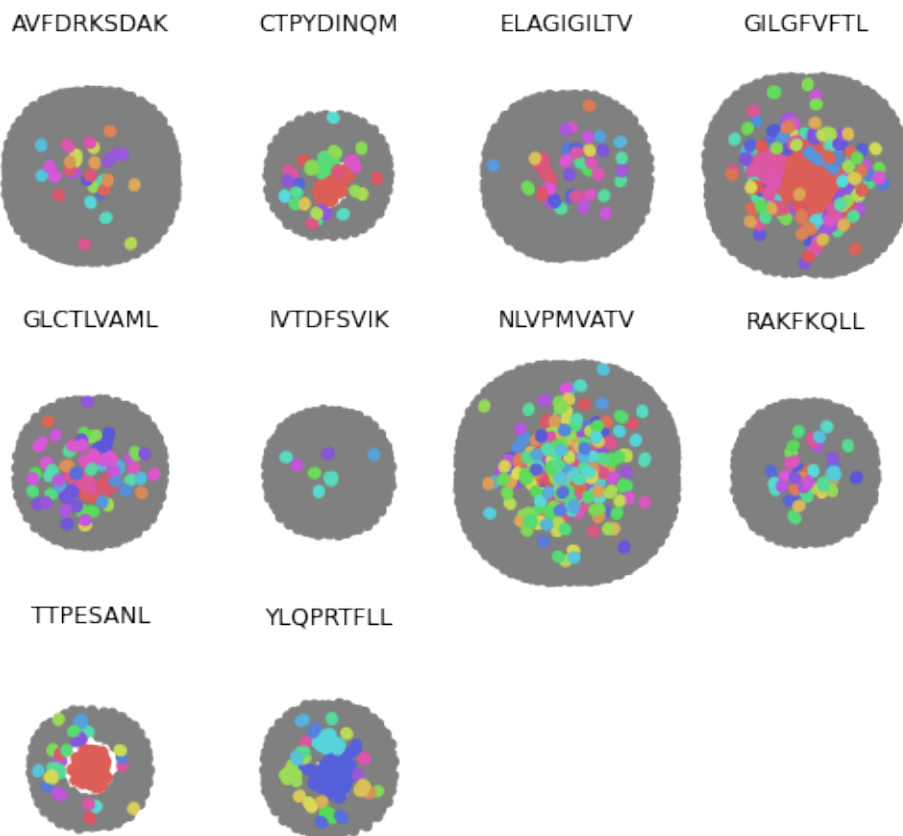 AVFDRKSDAK CTPYDINQM ELAGIGILTV GILGFVFTL
GLCTLVAML IVTDFSVIK NLVPMVATV RAKFKQLL
TTPESANL YLQPRTFLL